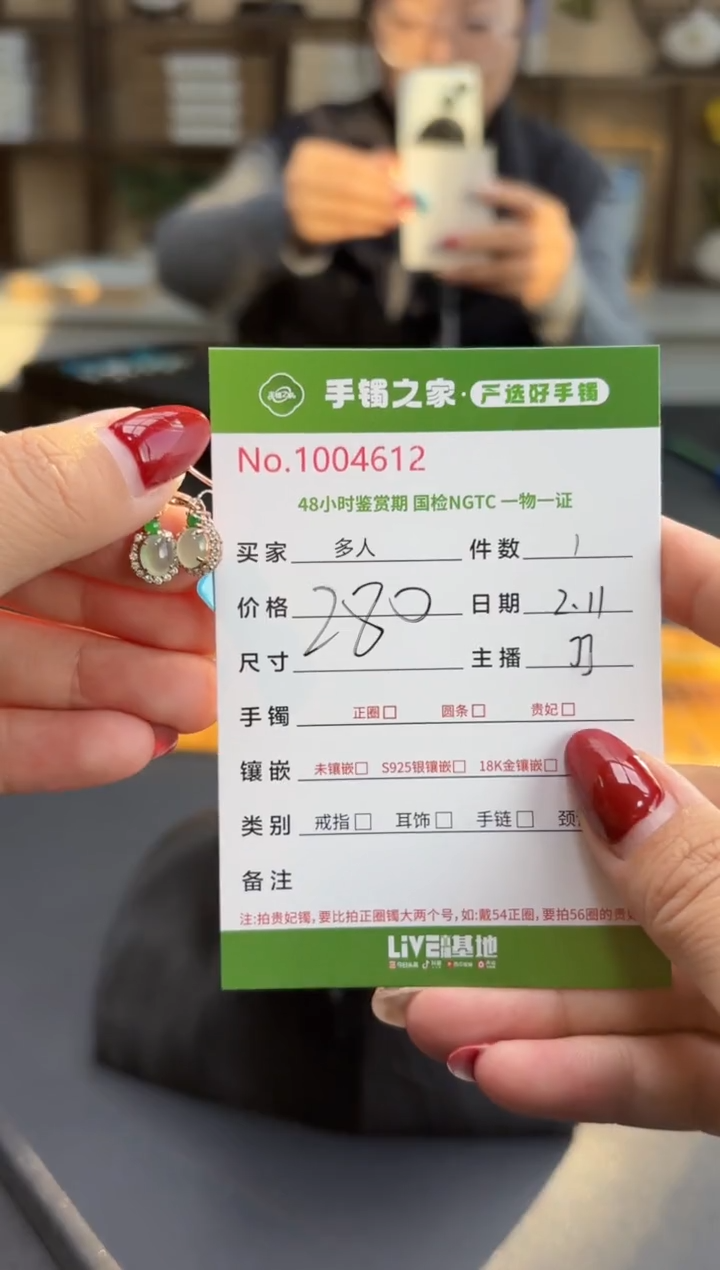 手镯之家·严选好手镯
No.1004612
48小时鉴赏期 国检NGTC 一物一证
买家 多人 件数 1
价格 280 日期 2.11
尺寸 主播
手镯 正圈□ 圆条□ 贵妃□
镶嵌 未镶嵌□ S925银镶嵌□ 18K金镶嵌□
类别 戒指□ 耳饰□ 手链□ 颈
备注
注:拍贵妃镯,要比拍正圈镯大两个号,如:戴54正圈,要拍56圈的贵
LiVE直播基地